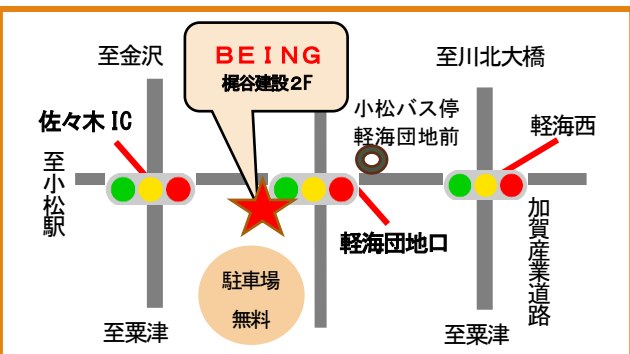 至金沢
BEING
梶谷建設2F
至川北大橋
佐々木 IC
小松バス停
軽海団地前
軽海西
至小松駅
軽海団地口
加賀産業道路
駐車場
無料
至粟津
至粟津